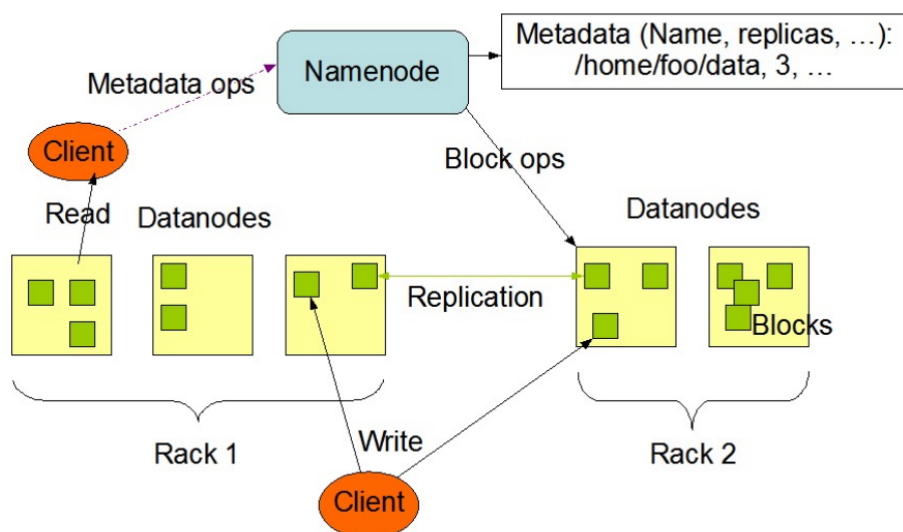 Metadata (Name, replicas, …):
/home/foo/data, 3, …
Namenode
Metadata ops
Client
Block ops
Read
Datanodes
Datanodes
Replication
Blocks
Rack 1
Write
Rack 2
Client